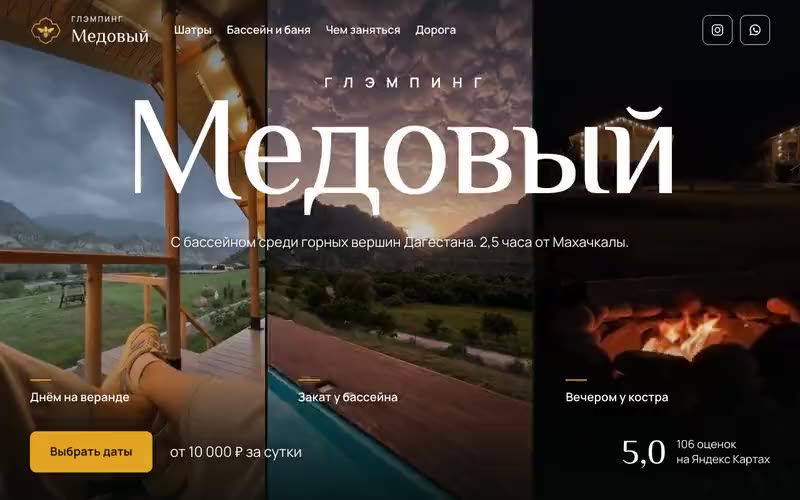 ГЛЭМПИНГ
Медовый
Шатры Бассейн и баня Чем заняться Дорога
ГЛЭМПИНГ
Медовый
С бассейном среди горных вершин Дагестана. 2,5 часа от Махачкалы.
Днём на веранде
Закат у бассейна
Вечером у костра
Выбрать даты
от 10 000 ₽ за сутки
5,0
106 оценок
на Яндекс Картах